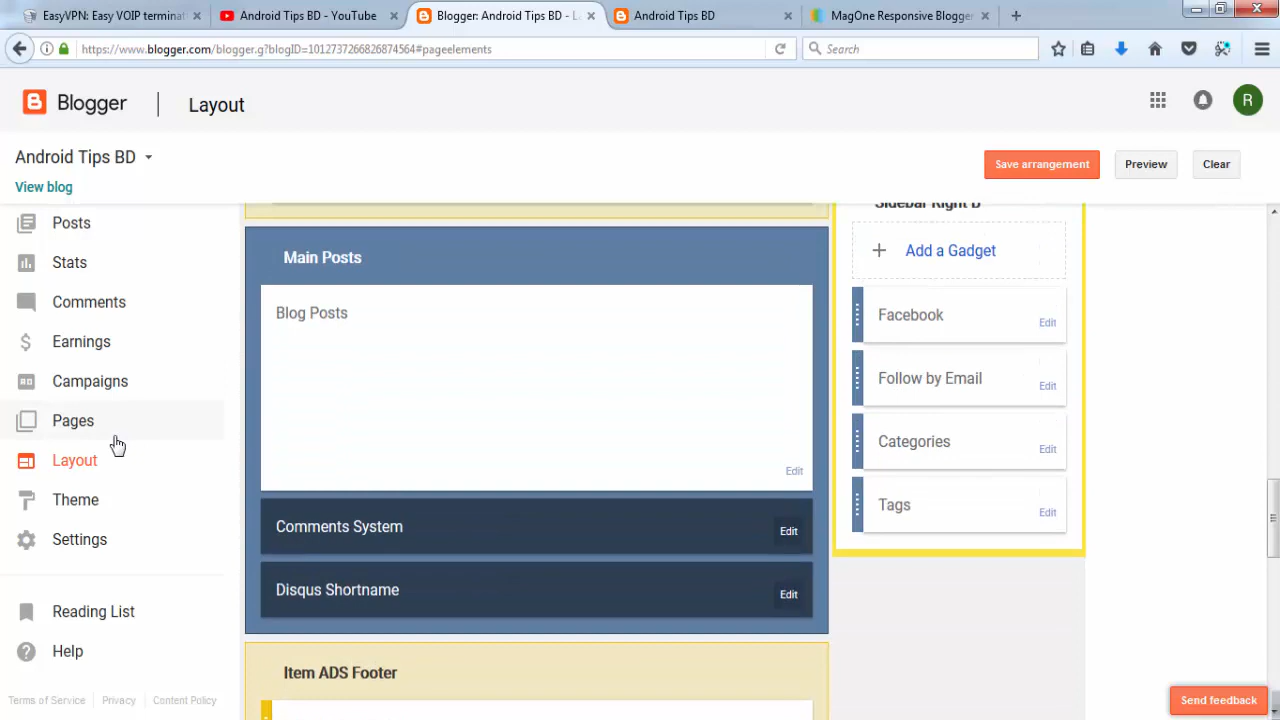 EasyVPN: Easy VOIP terminat
Android Tips BD - YouTube
Blogger: Android Tips BD - L
Android Tips BD
MagOne Responsive Blogger
https://www.blogger.com/blogger.g?blogID=1012737266826874564#pageelements
Search
Blogger
Layout
R
Android Tips BD
View blog
Save arrangement
Preview
Clear
Posts
Stats
Comments
Earnings
Campaigns
Pages
Layout
Theme
Settings
Reading List
Help
Terms of Service
Privacy
Content Policy
Main Posts
Blog Posts
Edit
Comments System
Edit
Disqus Shortname
Edit
Item ADS Footer
Sidebar Right B
Add a Gadget
Facebook
Edit
Follow by Email
Edit
Categories
Edit
Tags
Edit
Send feedback